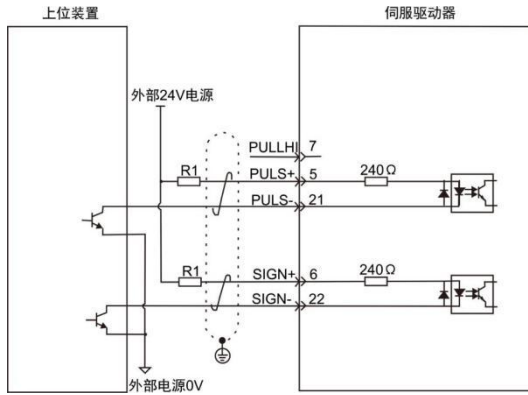 上位装置
伺服驱动器
外部24V电源
PULLHI 7
R1 PULS+ 5 240Ω
PULS- 21
R1 SIGN+ 6 240Ω
SIGN- 22
外部电源0V